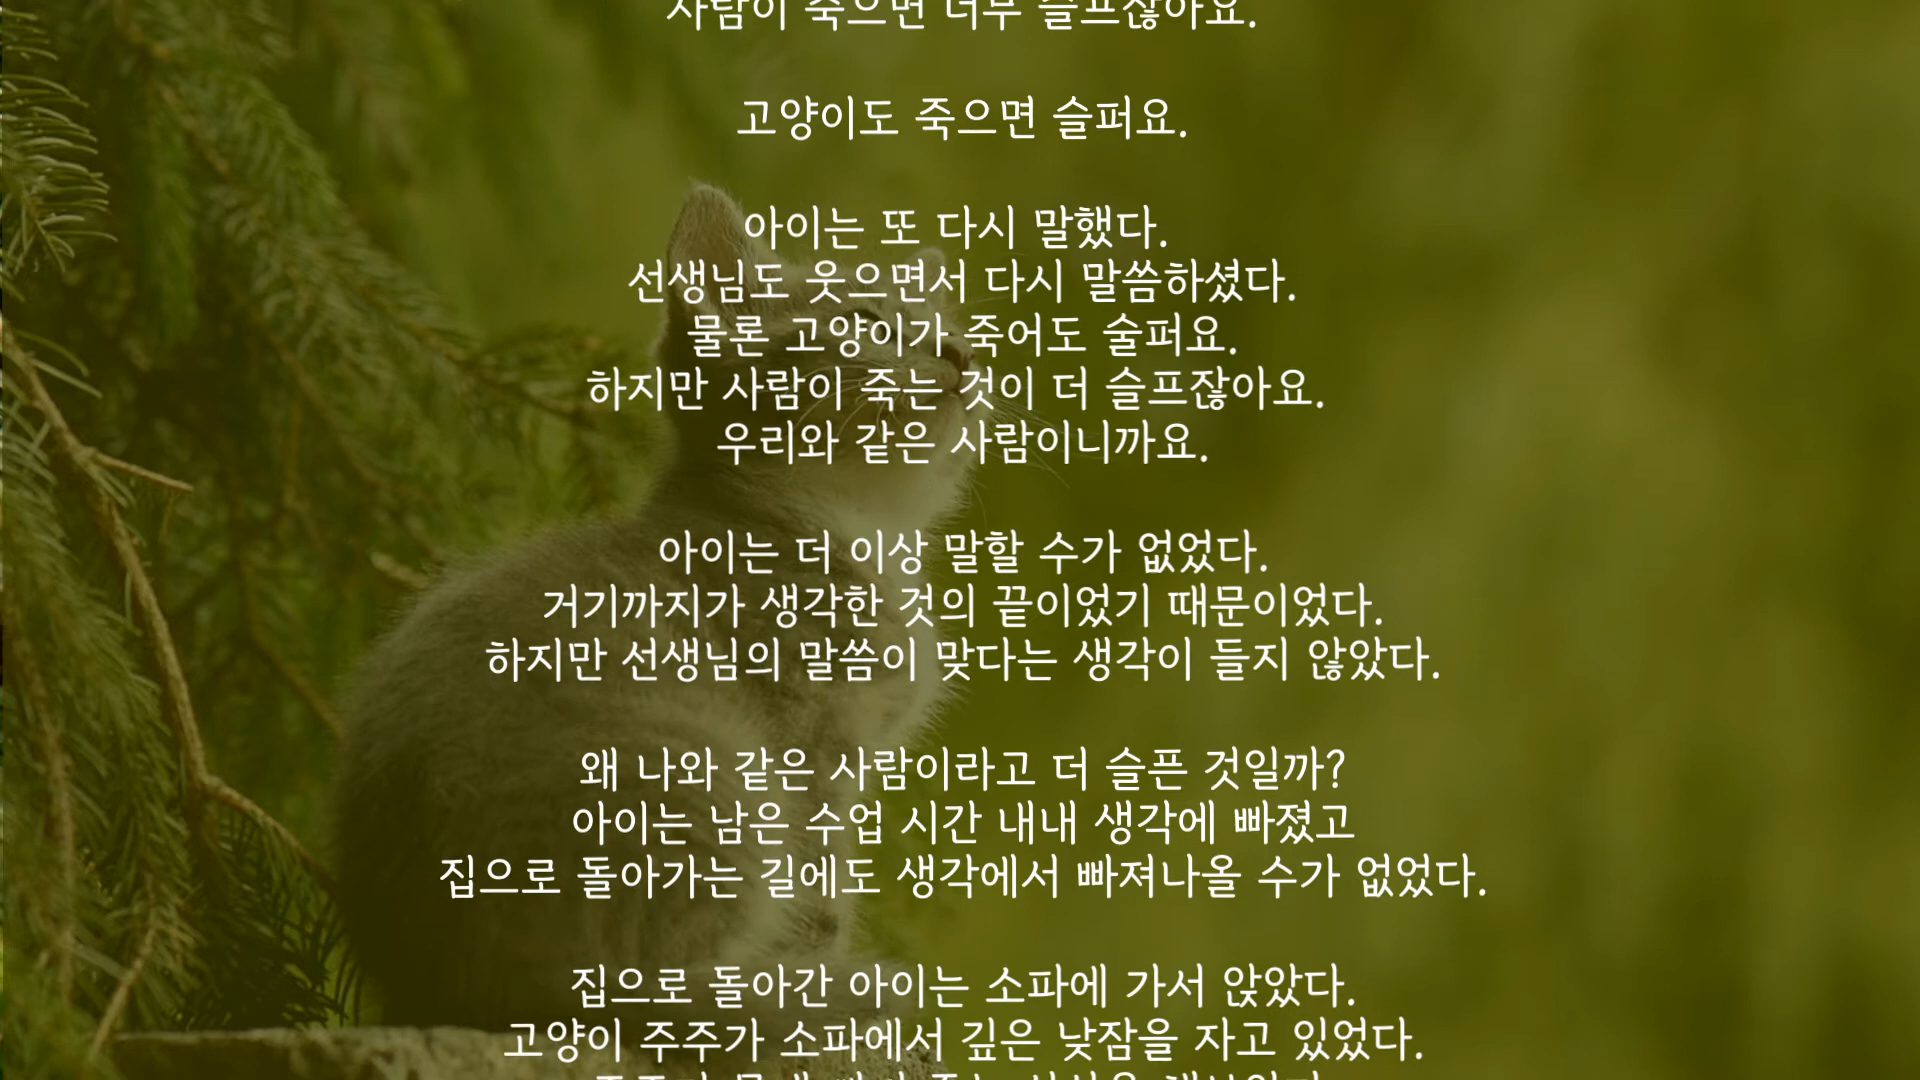 사람이 죽으면 너무 슬프잖아요.
고양이도 죽으면 슬퍼요.
아이는 또 다시 말했다.
선생님도 웃으면서 다시 말씀하셨다.
물론 고양이가 죽어도 술퍼요.
하지만 사람이 죽는 것이 더 슬프잖아요.
우리와 같은 사람이니까요.
아이는 더 이상 말할 수가 없었다.
거기까지가 생각한 것의 끝이었기 때문이었다.
하지만 선생님의 말씀이 맞다는 생각이 들지 않았다.
왜 나와 같은 사람이라고 더 슬픈 것일까?
아이는 남은 수업 시간 내내 생각에 빠졌고
집으로 돌아가는 길에도 생각에서 빠져나올 수가 없었다.
집으로 돌아간 아이는 소파에 가서 앉았다.
고양이 주주가 소파에서 깊은 낮잠을 자고 있었다.